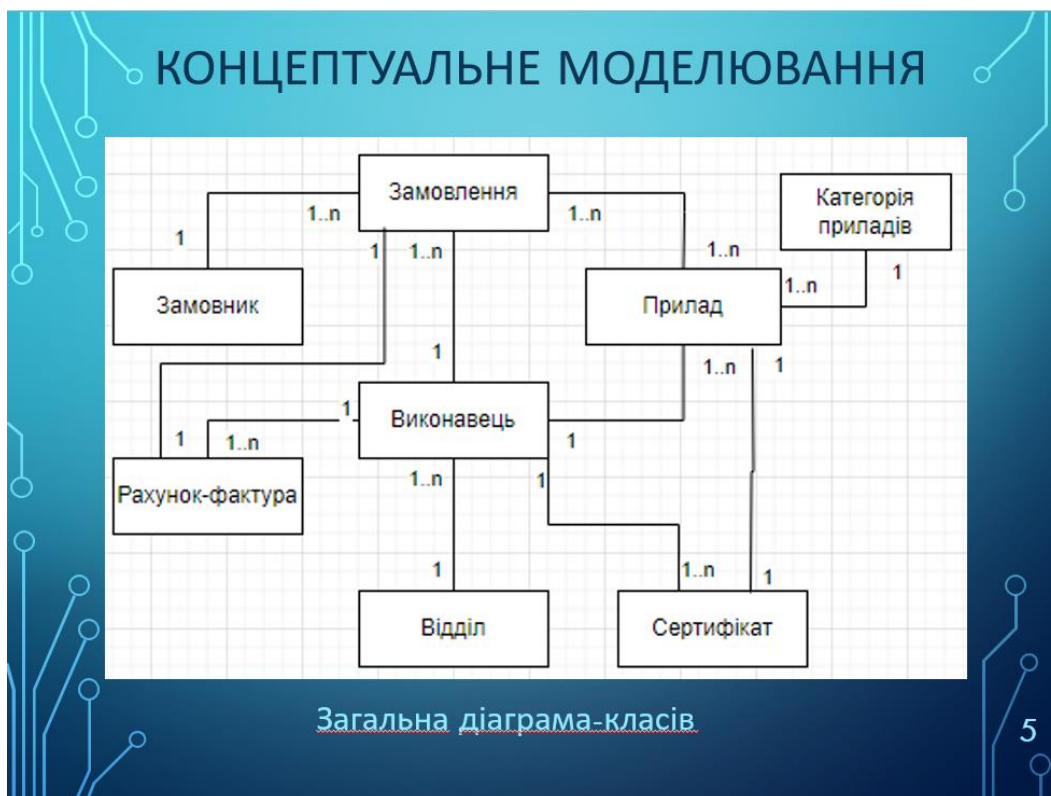 КОНЦЕПТУАЛЬНЕ МОДЕЛЮВАННЯ
Замовлення
1..n
1..n
1
1
1..n
Категорія
приладів
1..n
1
1..n
Замовник
Прилад
1
1..n
1
Виконавець
1
1
1..n
1
1..n
1
Рахунок-фактура
1
1..n
1
Відділ
Сертифікат
Загальна діаграма-класів
5